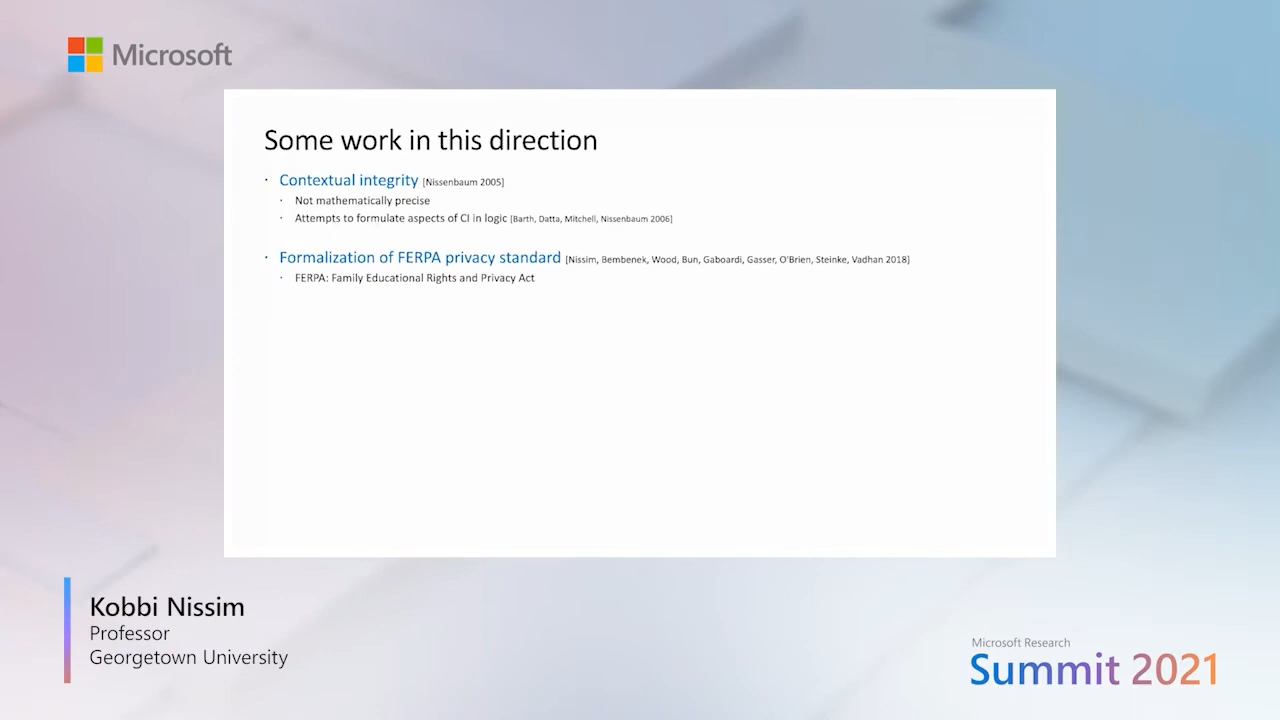 Microsoft
Some work in this direction
· Contextual integrity [Nissenbaum 2005]
· Not mathematically precise
· Attempts to formulate aspects of CI in logic [Barth, Datta, Mitchell, Nissenbaum 2006]
· Formalization of FERPA privacy standard [Nissim, Bembenek, Wood, Bun, Gaboardi, Gasser, O'Brien, Steinke, Vadhan 2018]
· FERPA: Family Educational Rights and Privacy Act
Kobbi Nissim
Professor
Georgetown University
Microsoft Research
Summit 2021